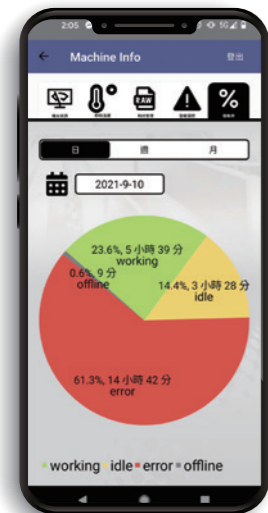 2:05
5G
Machine Info
登出
RAW
%
日 週 月
2021-9-10
23.6%, 5 小時 39 分
working
0.6%, 9 分
offline
14.4%, 3 小時 28 分
idle
61.3%, 14 小時 42 分
error
working idle error offline